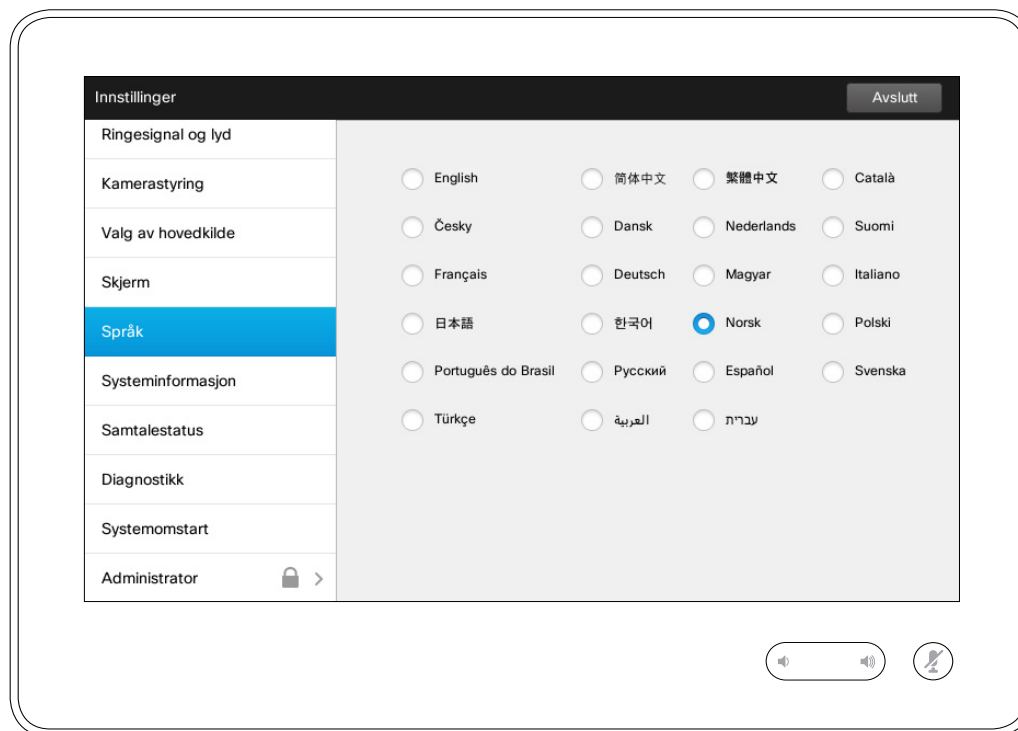 Innstillinger
Avslutt
Ringesignal og lyd
Kamerastyring
Valg av hovedkilde
Skjerm
Språk
Systeminformasjon
Samtalestatus
Diagnostikk
Systemomstart
Administrator
English 简体中文 繁體中文 Català
Česky Dansk Nederlands Suomi
Français Deutsch Magyar Italiano
日本語 한국어 Norsk Polski
Português do Brasil Русский Español Svenska
Türkçe العربية עברית